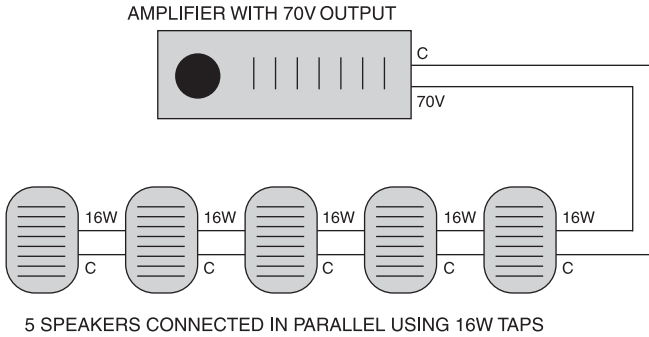 AMPLIFIER WITH 70V OUTPUT
C
70V
16W 16W 16W 16W 16W
C C C C C
5 SPEAKERS CONNECTED IN PARALLEL USING 16W TAPS